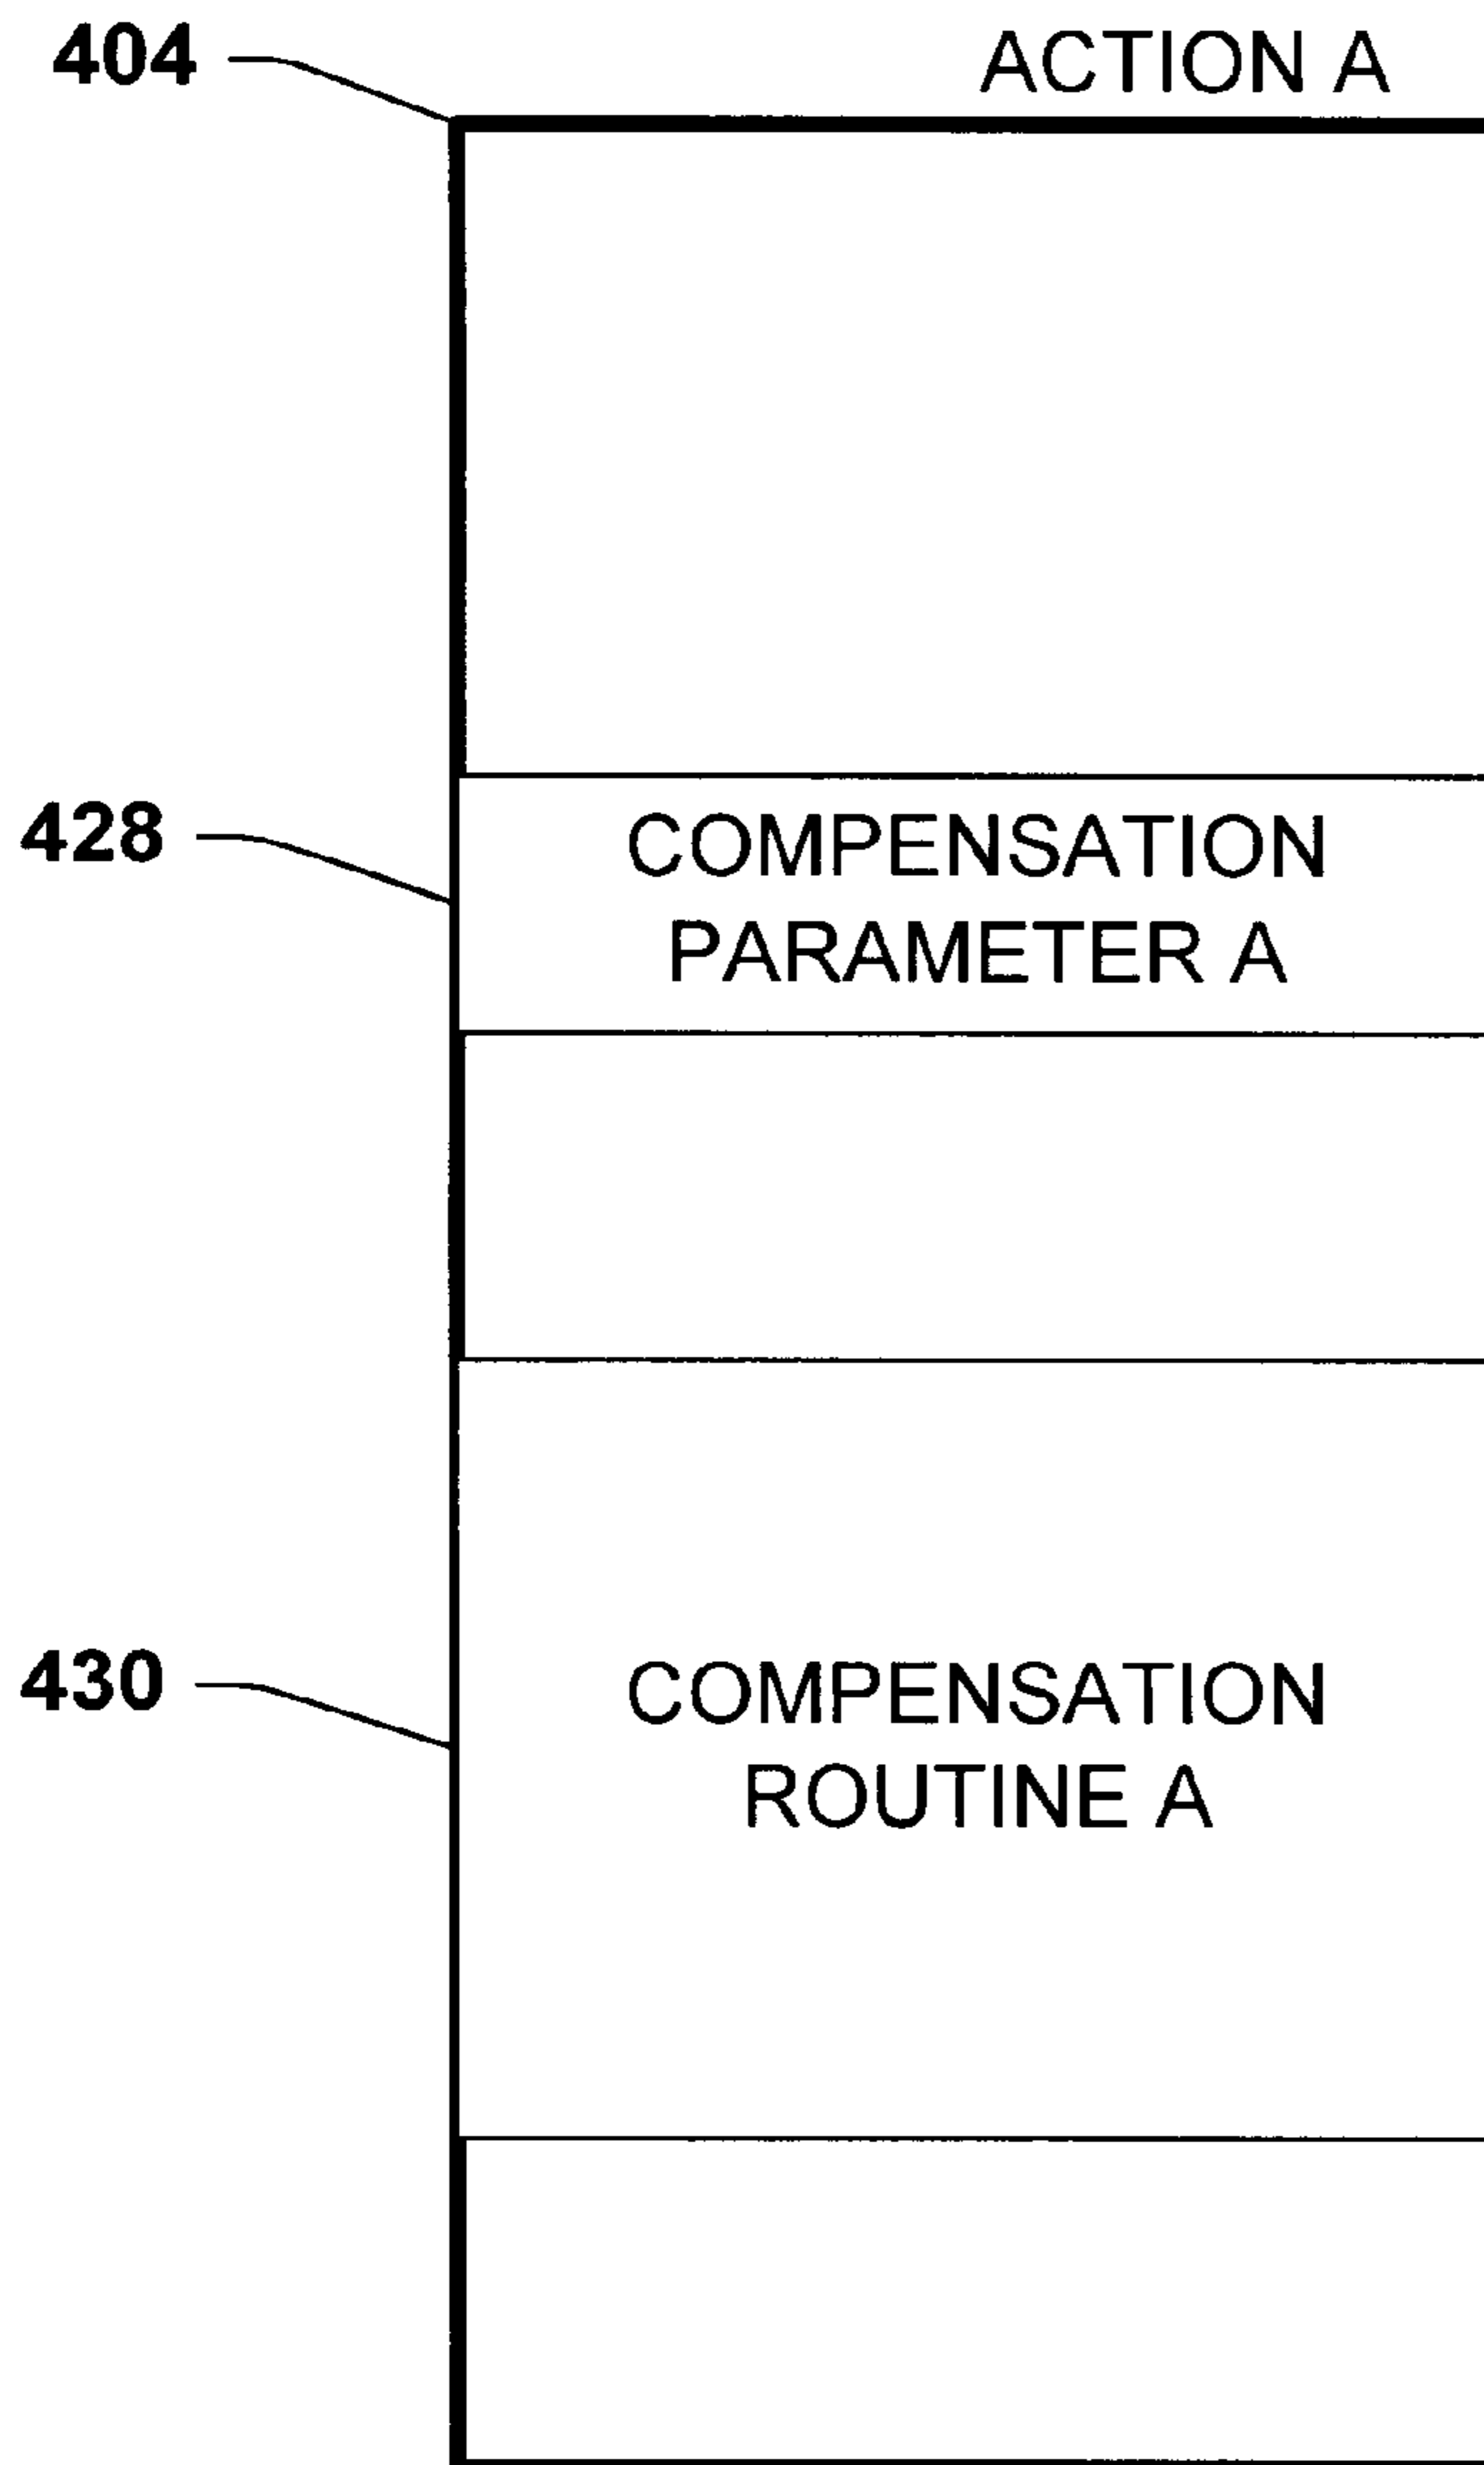 404
ACTION A
428
COMPENSATION
PARAMETER A
430
COMPENSATION
ROUTINE A